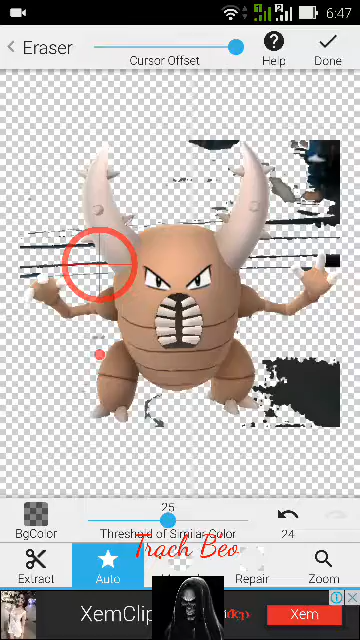 6:47
Eraser
Cursor Offset
Help
Done
25
BgColor
Threshold of Similar Color
24
Trach Beo
Extract
Auto
Repair
Zoom
XemClip
Xem